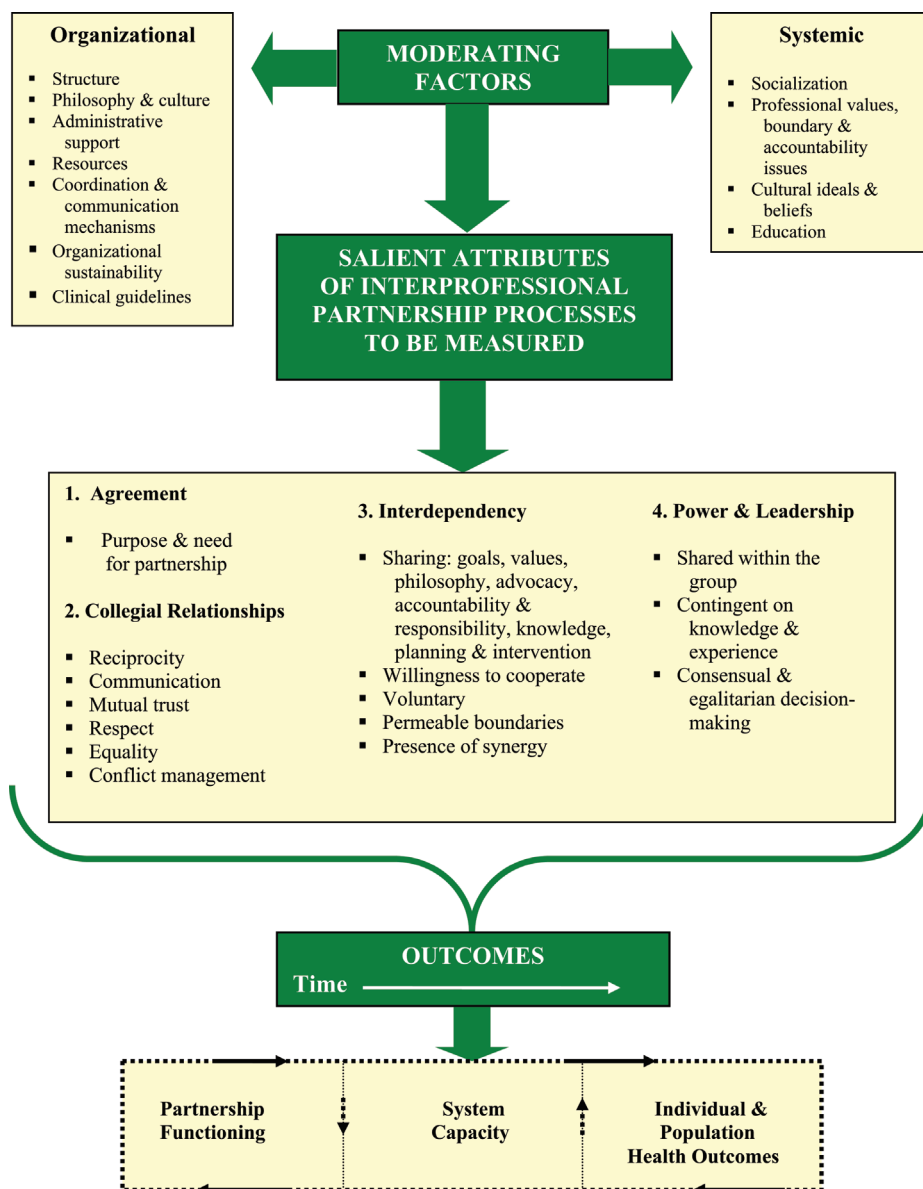 Organizational
▪ Structure
▪ Philosophy & culture
▪ Administrative
support
▪ Resources
▪ Coordination &
communication
mechanisms
▪ Organizational
sustainability
▪ Clinical guidelines
MODERATING
FACTORS
Systemic
▪ Socialization
▪ Professional values,
boundary &
accountability
issues
▪ Cultural ideals &
beliefs
▪ Education
SALIENT ATTRIBUTES
OF INTERPROFESSIONAL
PARTNERSHIP PROCESSES
TO BE MEASURED
1. Agreement
▪ Purpose & need
for partnership
2. Collegial Relationships
▪ Reciprocity
▪ Communication
▪ Mutual trust
▪ Respect
▪ Equality
▪ Conflict management
3. Interdependency
▪ Sharing: goals, values,
philosophy, advocacy,
accountability &
responsibility, knowledge,
planning & intervention
▪ Willingness to cooperate
▪ Voluntary
▪ Permeable boundaries
▪ Presence of synergy
4. Power & Leadership
▪ Shared within the
group
▪ Contingent on
knowledge &
experience
▪ Consensual &
egalitarian decision-
making
OUTCOMES
Time
Partnership
Functioning
System
Capacity
Individual &
Population
Health Outcomes